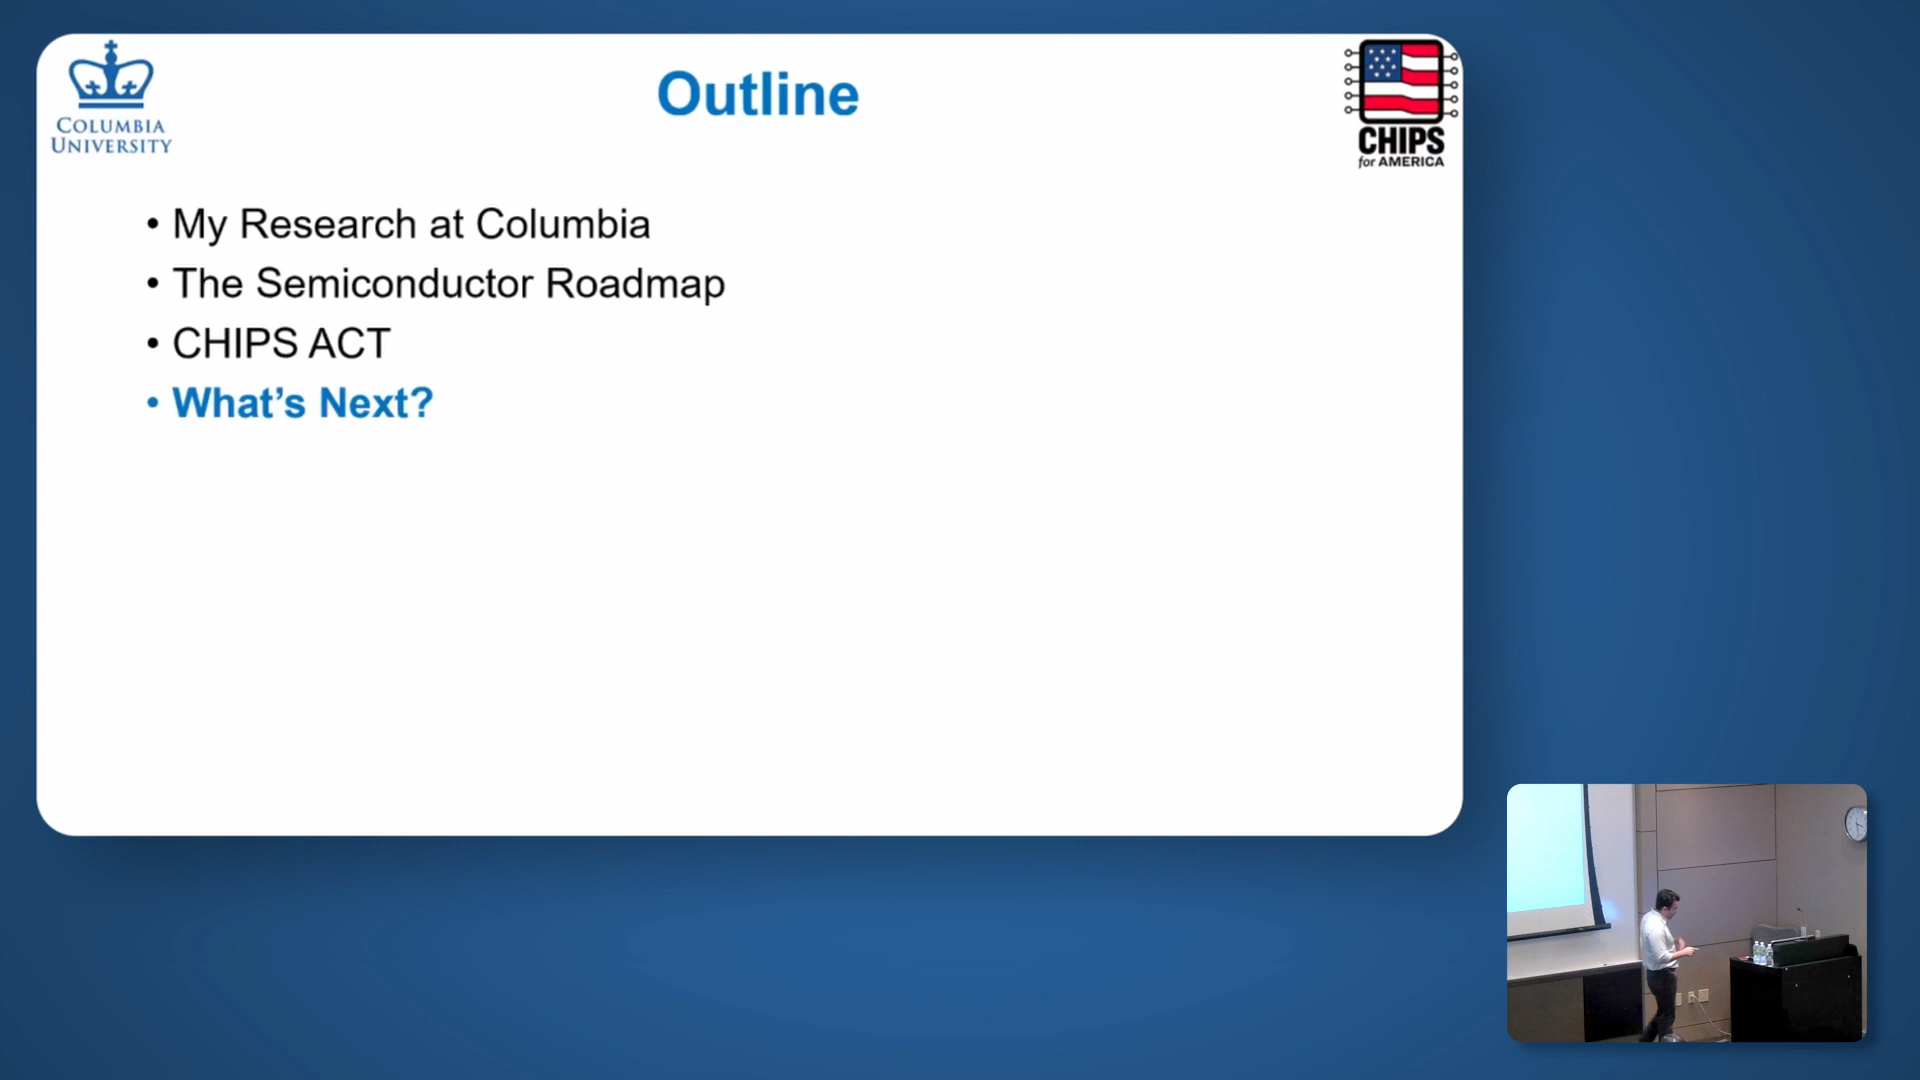 COLUMBIA
UNIVERSITY
Outline
CHIPS
for AMERICA
• My Research at Columbia
• The Semiconductor Roadmap
• CHIPS ACT
• What’s Next?